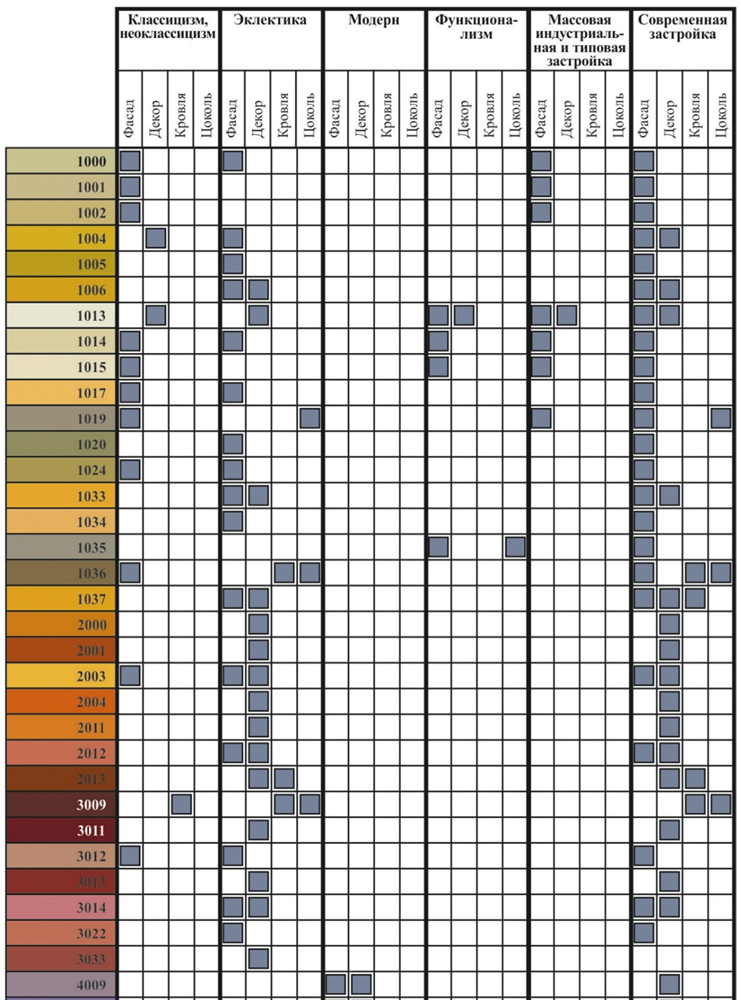 Классицизм,
неоклассицизм
Эклектика
Модерн
Функциона-
лизм
Массовая
индустриаль-
ная и типовая
застройка
Современная
застройка
Фасад Декор Кровля Цоколь Фасад Декор Кровля Цоколь Фасад Декор Кровля Цоколь Фасад Декор Кровля Цоколь Фасад Декор Кровля Цоколь Фасад Декор Кровля Цоколь
1000
1001
1002
1004
1005
1006
1013
1014
1015
1017
1019
1020
1024
1033
1034
1035
1036
1037
2000
2001
2003
2004
2011
2012
2013
3009
3011
3012
3013
3014
3022
3033
4009